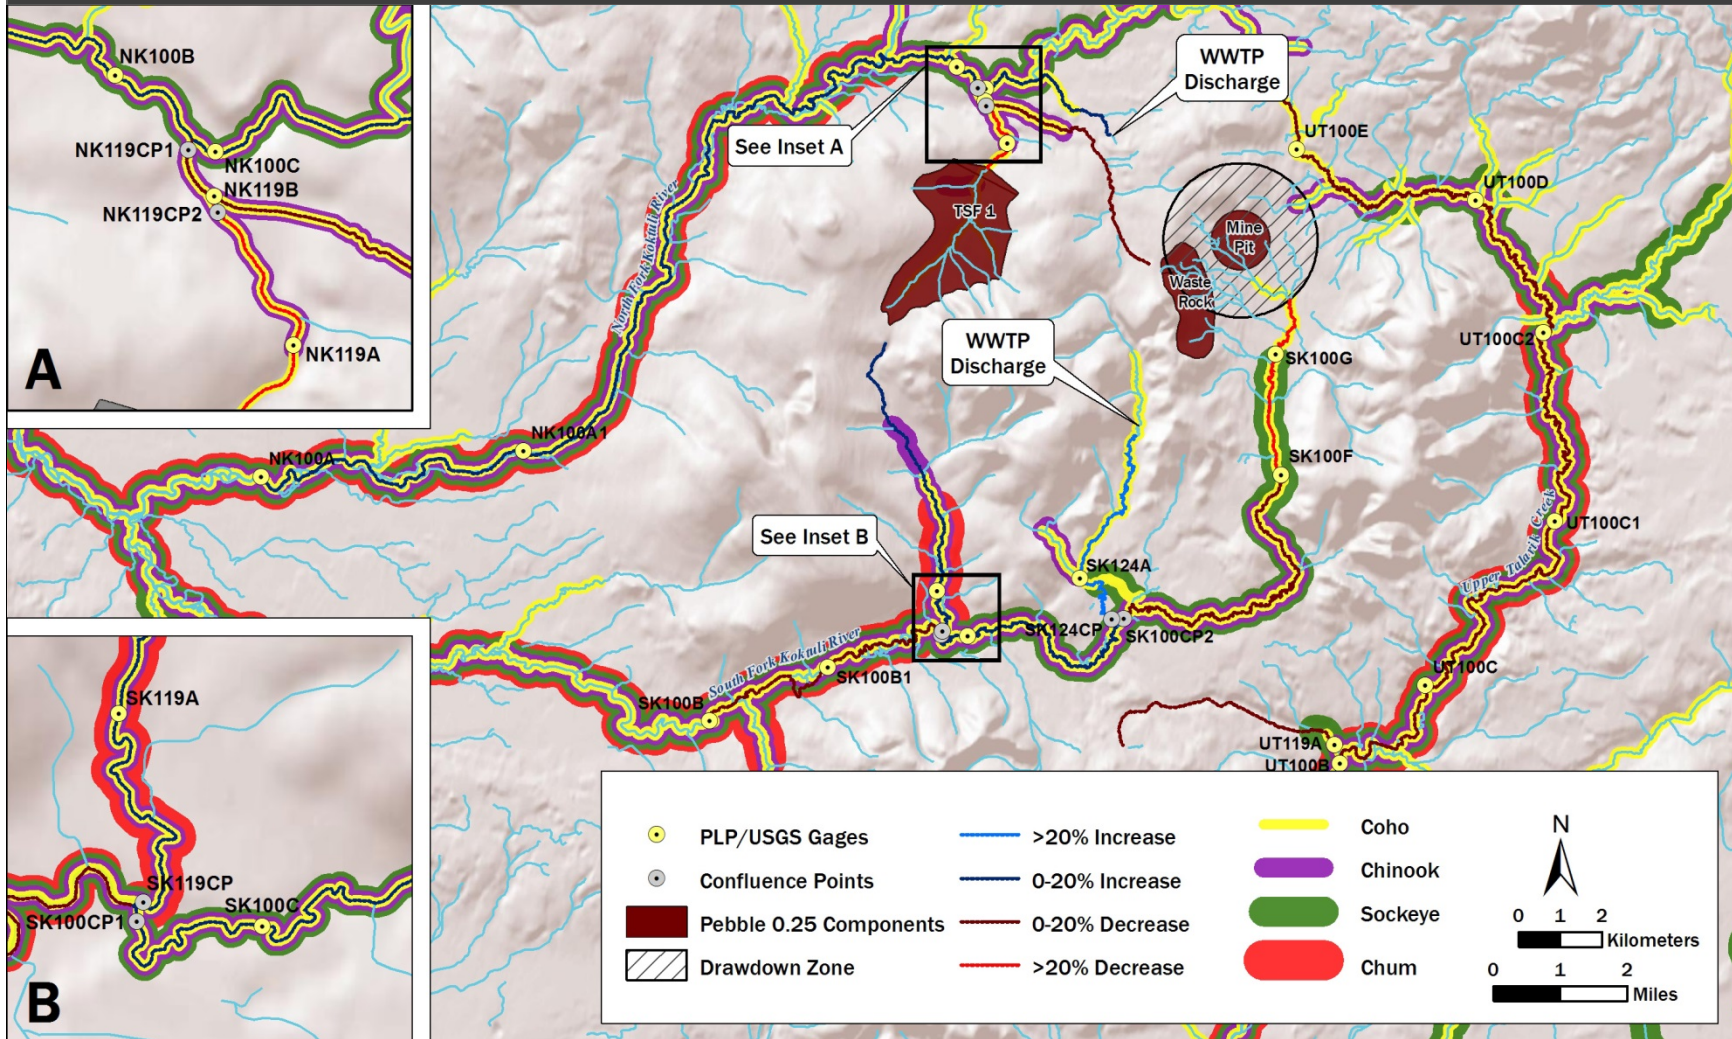 NK100B
NK119CP1
NK100C
NK119B
NK119CP2
NK119A
A
WWTP
Discharge
See Inset A
UT100E
UT100D
TSF 1
Mine
Pit
Waste
Rock
North Fork Koktuli River
UT100C2
WWTP
Discharge
SK100G
NK100A1
NK100A
SK100F
See Inset B
UT100C1
SK124A
Upper Talarik Creek
SK124CP
SK100CP2
South Fork Koktuli River
SK100B1
UT100C
SK100B
UT119A
UT100B
SK119A
SK119CP
SK100C
SK100CP1
B
PLP/USGS Gages
Confluence Points
Pebble 0.25 Components
Drawdown Zone
>20% Increase
0-20% Increase
0-20% Decrease
>20% Decrease
Coho
Chinook
Sockeye
Chum
N
0 1 2
Kilometers
0 1 2
Miles